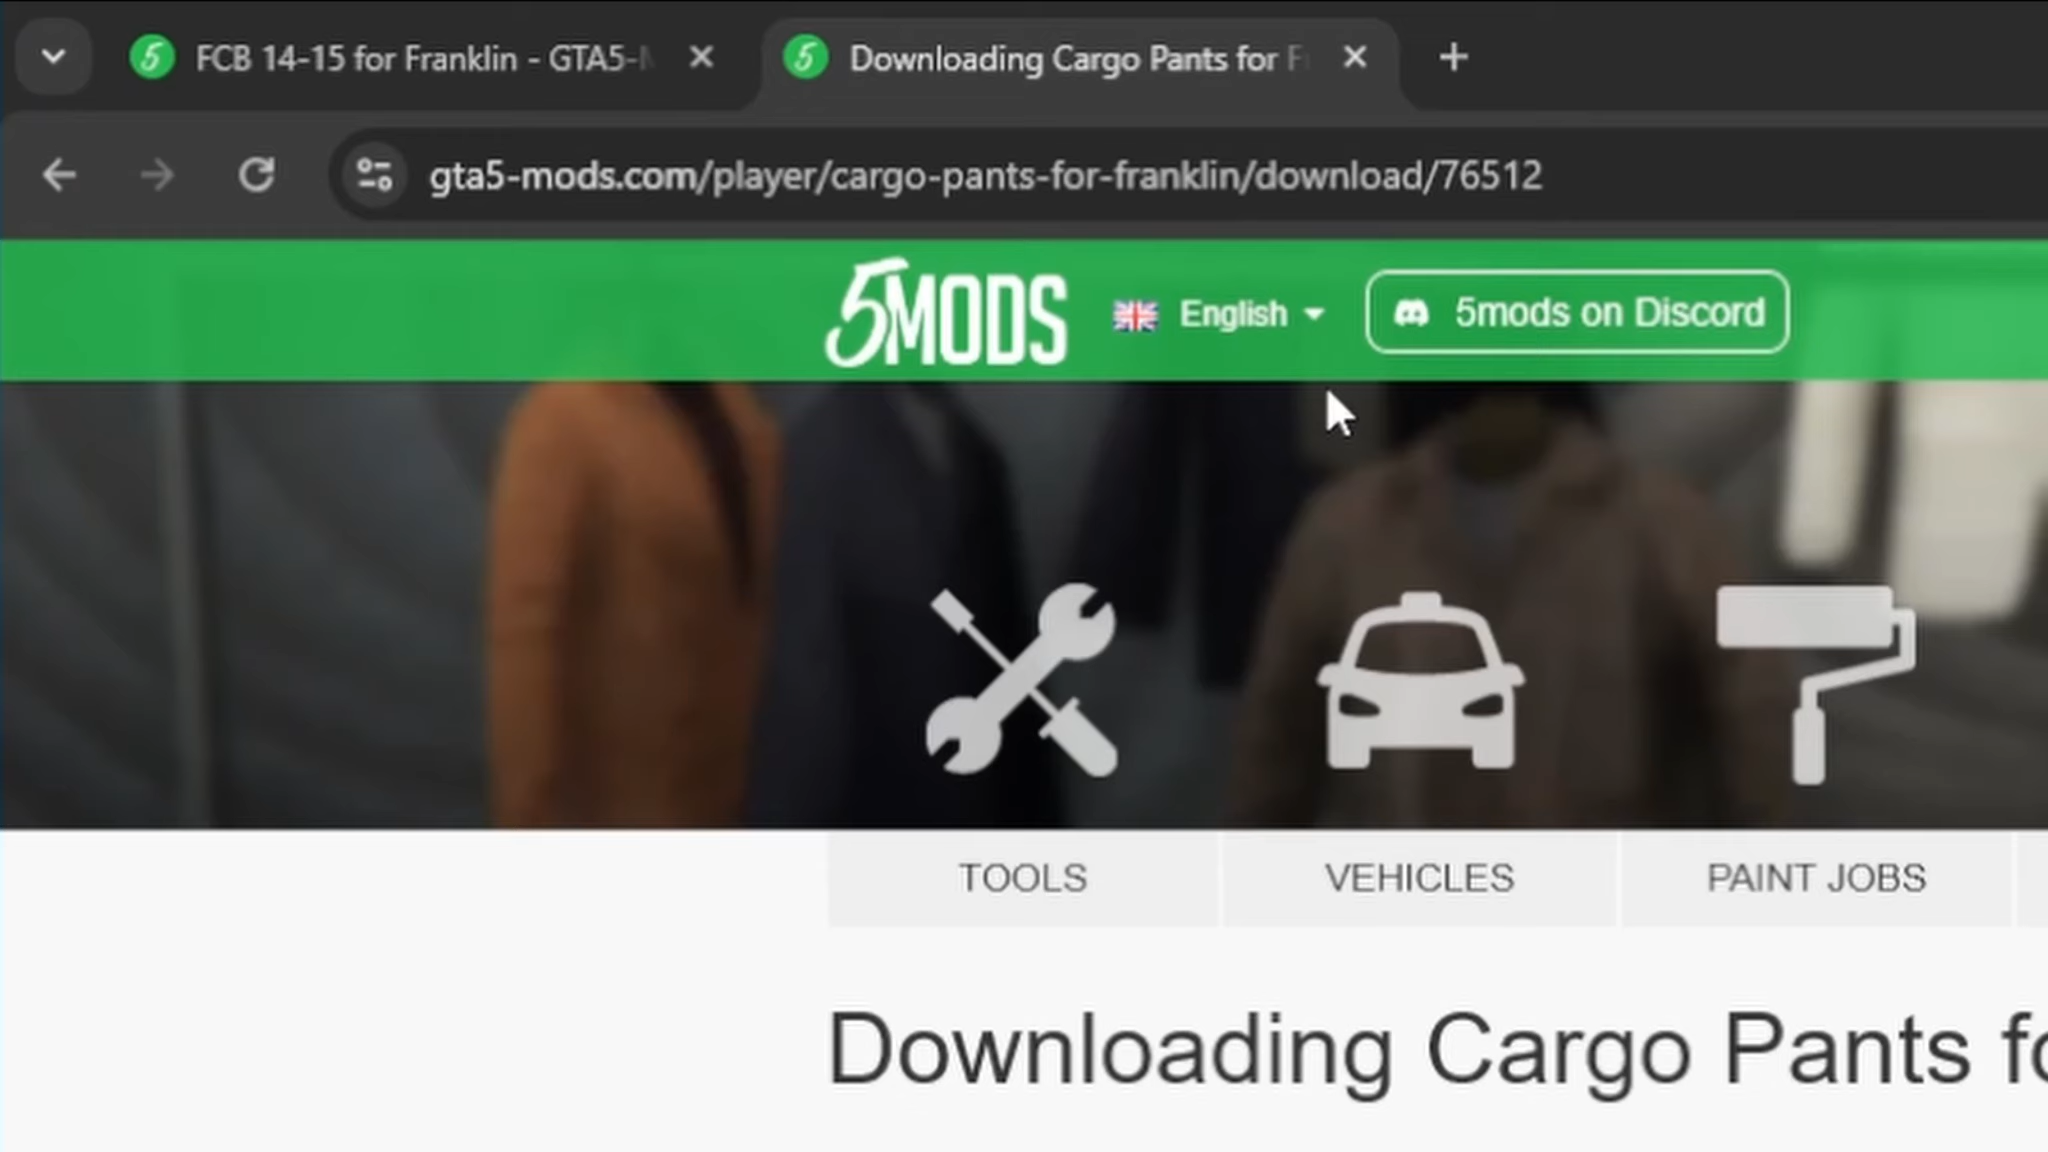 FCB 14-15 for Franklin - GTA5-
Downloading Cargo Pants for
gta5-mods.com/player/cargo-pants-for-franklin/download/76512
5MODS
English
5mods on Discord
TOOLS
VEHICLES
PAINT JOBS
Downloading Cargo Pants